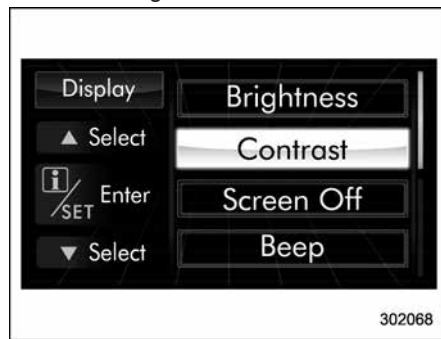 Display
▲ Select
i/SET Enter
▼ Select
Brightness
Contrast
Screen Off
Beep
302068